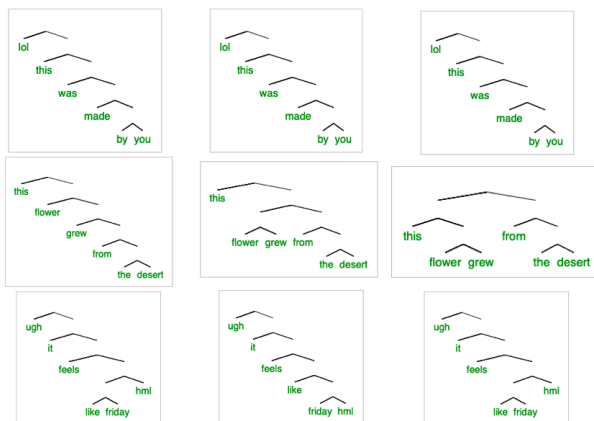 lol
this
was
made
by you
lol
this
was
made
by you
lol
this
was
made
by you
this
flower
grew
from
the desert
this
flower grew from
the desert
this from
flower grew the desert
ugh
it
feels
hml
like friday
ugh
it
feels
like
friday hml
ugh
it
feels
hml
like friday